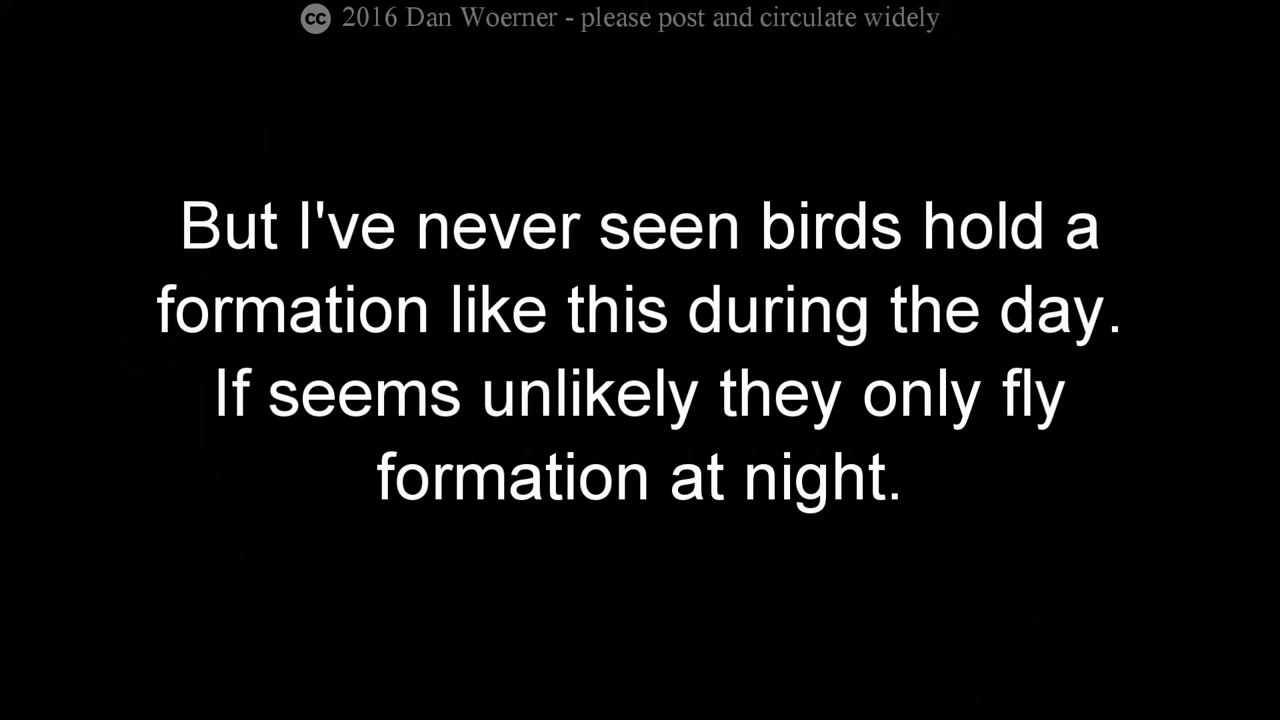 cc 2016 Dan Woerner - please post and circulate widely
But I've never seen birds hold a
formation like this during the day.
If seems unlikely they only fly
formation at night.